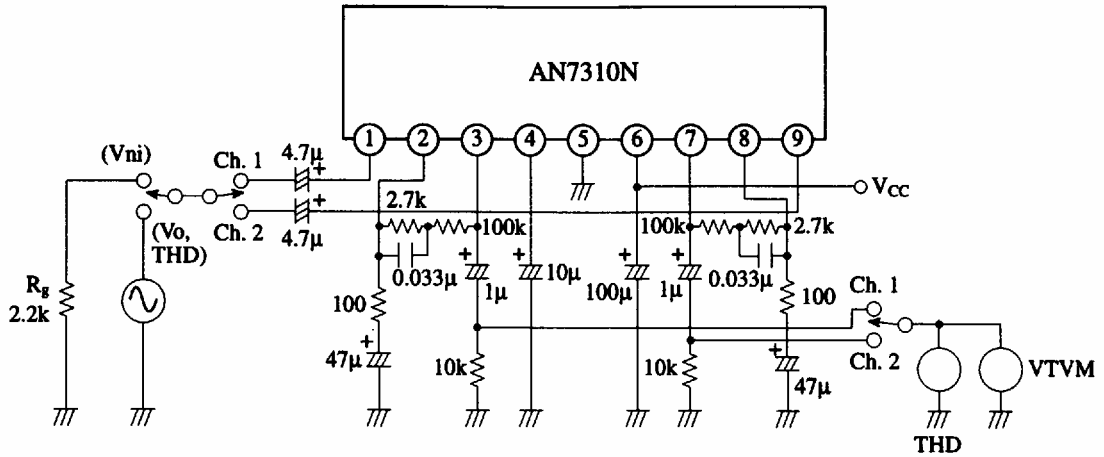 AN7310N
1 2 3 4 5 6 7 8 9
(Vni)
Ch. 1
4.7μ
+
(Vo,
THD)
Ch. 2
+
4.7μ
Rg
2.2k
2.7k
100k
0.033μ
+
1μ
100
+
47μ
10k
+
10μ
+
100μ
VCC
100k
2.7k
+
1μ
0.033μ
100
10k
+
47μ
Ch. 1
Ch. 2
VTVM
THD